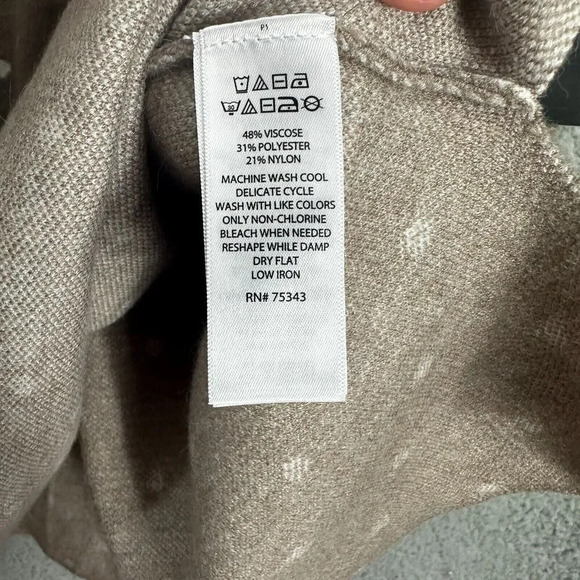 30
48% VISCOSE
31% POLYESTER
21% NYLON
MACHINE WASH COOL
DELICATE CYCLE
WASH WITH LIKE COLORS
ONLY NON-CHLORINE
BLEACH WHEN NEEDED
RESHAPE WHILE DAMP
DRY FLAT
LOW IRON
RN# 75343